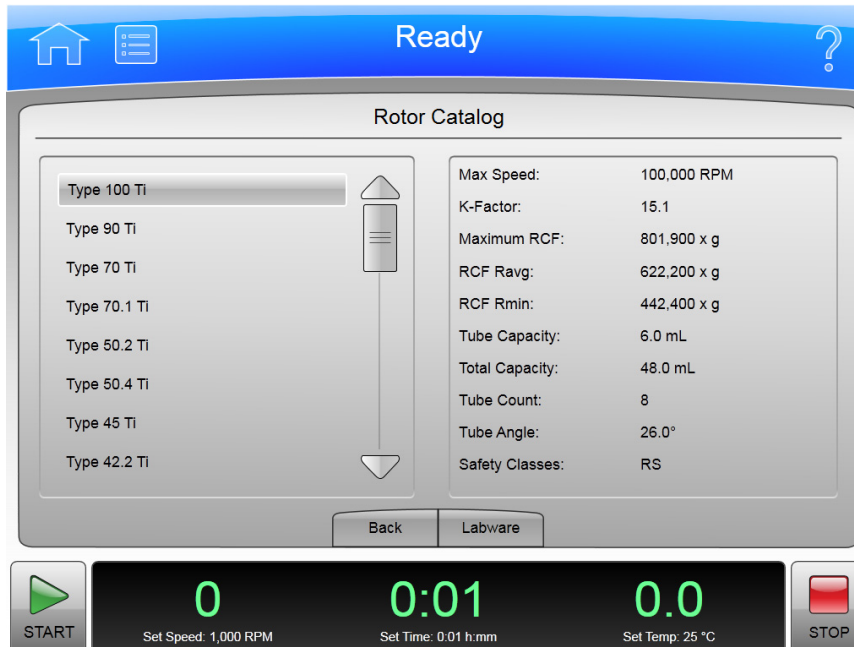 Ready
?
Rotor Catalog
Type 100 Ti
Type 90 Ti
Type 70 Ti
Type 70.1 Ti
Type 50.2 Ti
Type 50.4 Ti
Type 45 Ti
Type 42.2 Ti
Max Speed: 100,000 RPM
K-Factor: 15.1
Maximum RCF: 801,900 x g
RCF Ravg: 622,200 x g
RCF Rmin: 442,400 x g
Tube Capacity: 6.0 mL
Total Capacity: 48.0 mL
Tube Count: 8
Tube Angle: 26.0°
Safety Classes: RS
Back Labware
0 0:01 0.0
START Set Speed: 1,000 RPM Set Time: 0:01 h:mm Set Temp: 25 °C STOP